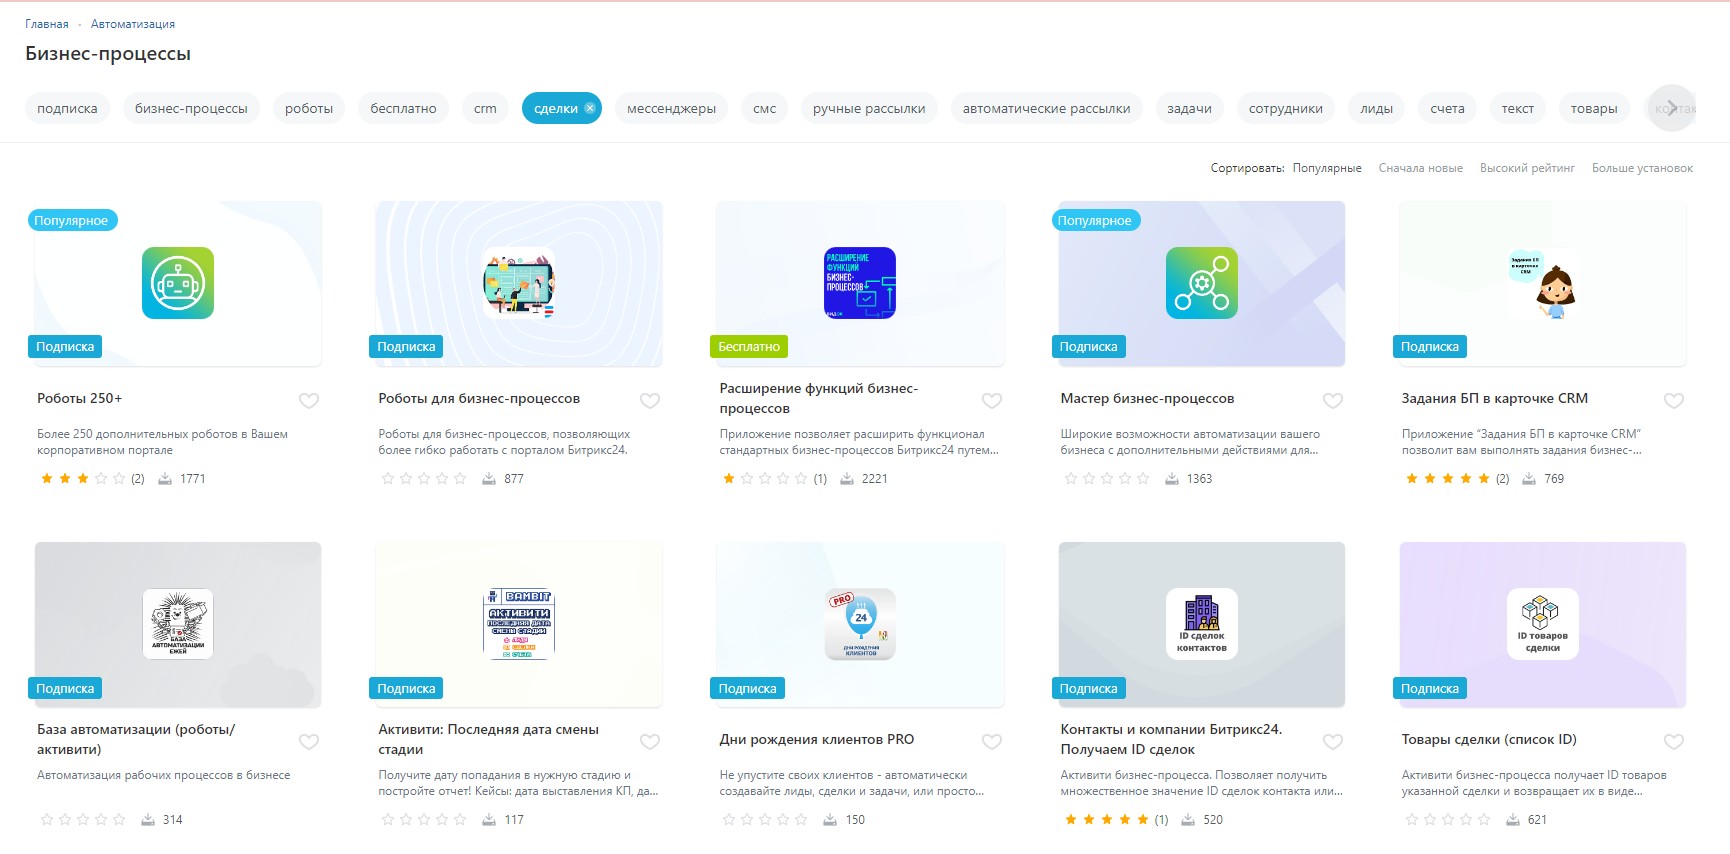 Главная - Автоматизация
Бизнес-процессы
подписка бизнес-процессы роботы бесплатно crm сделки мессенджеры смс ручные рассылки автоматические рассылки задачи сотрудники лиды счета текст товары
Сортировать: Популярные Сначала новые Высокий рейтинг Больше установок
Популярное
Подписка
Роботы 250+
Более 250 дополнительных роботов в Вашем
корпоративном портале
(2) 1771
Подписка
Роботы для бизнес-процессов
Роботы для бизнес-процессов, позволяющих
более гибко работать с порталом Битрикс24.
877
РАСШИРЕНИЕ
ФУНКЦИЙ
БИЗНЕС-
ПРОЦЕССОВ
Бесплатно
Расширение функций бизнес-
процессов
Приложение позволяет расширить функционал
стандартных бизнес-процессов Битрикс24 путем...
(1) 2221
Популярное
Подписка
Мастер бизнес-процессов
Широкие возможности автоматизации вашего
бизнеса с дополнительными действиями для...
1363
Задания БП
в карточке
CRM
Подписка
Задания БП в карточке CRM
Приложение “Задания БП в карточке CRM”
позволит вам выполнять задания бизнес-...
(2) 769
БАЗА
АВТОМАТИЗАЦИИ
ЕЖЕЙ
Подписка
База автоматизации (роботы/
активити)
Автоматизация рабочих процессов в бизнесе
314
BAMBIT
АКТИВИТИ
ПОСЛЕДНЯЯ ДАТА
СМЕНЫ СТАДИИ
ЛИДЫ
СДЕЛКИ
СЧЕТА
Подписка
Активити: Последняя дата смены
стадии
Получите дату попадания в нужную стадию и
постройте отчет! Кейсы: дата выставления КП, да...
117
PRO
24
ДНИ РОЖДЕНИЯ
КЛИЕНТОВ
Подписка
Дни рождения клиентов PRO
Не упустите своих клиентов - автоматически
создавайте лиды, сделки и задачи, или просто...
150
ID сделок
контактов
Подписка
Контакты и компании Битрикс24.
Получаем ID сделок
Активити бизнес-процесса. Позволяет получить
множественное значение ID сделок контакта или...
(1) 520
ID товаров
сделки
Подписка
Товары сделки (список ID)
Активити бизнес-процесса получает ID товаров
указанной сделки и возвращает их в виде...
621